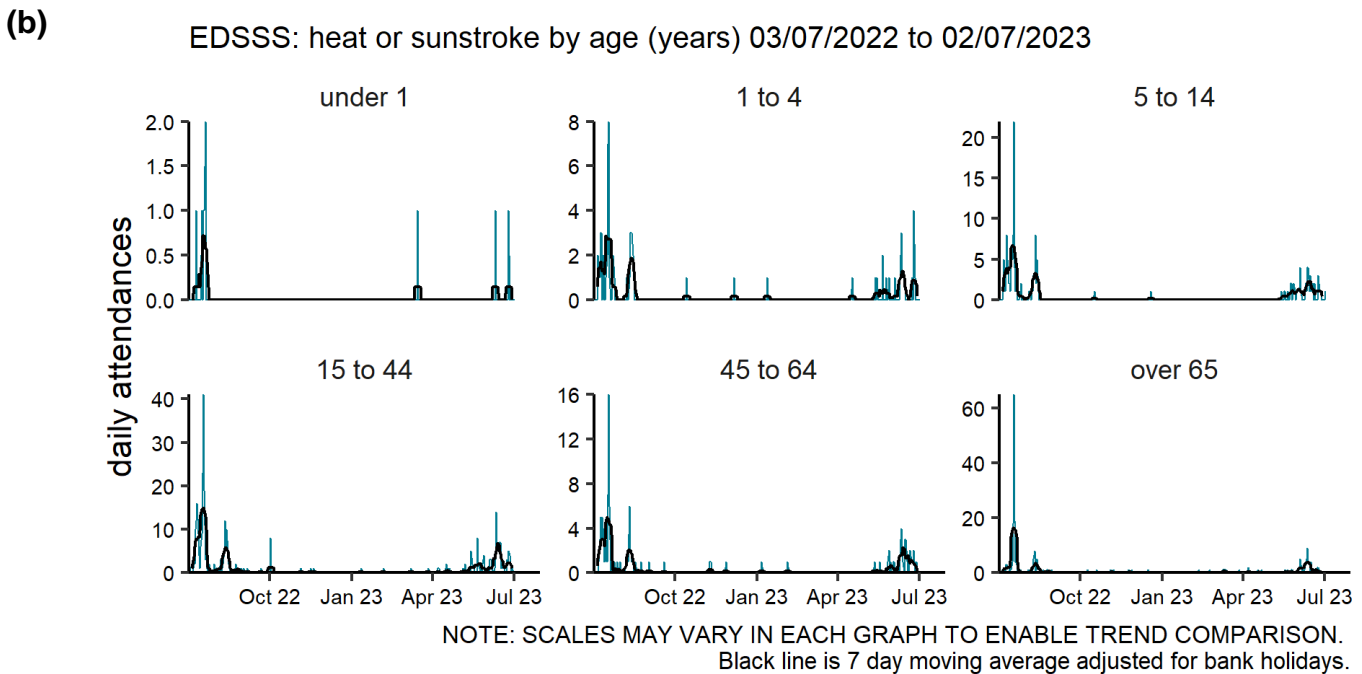 (b)
EDSSS: heat or sunstroke by age (years) 03/07/2022 to 02/07/2023
daily attendances
under 1
2.0
1.5
1.0
0.5
0.0
1 to 4
8
6
4
2
0
5 to 14
20
15
10
5
0
15 to 44
40
30
20
10
0
Oct 22 Jan 23 Apr 23 Jul 23
45 to 64
16
12
8
4
0
Oct 22 Jan 23 Apr 23 Jul 23
over 65
60
40
20
0
Oct 22 Jan 23 Apr 23 Jul 23
NOTE: SCALES MAY VARY IN EACH GRAPH TO ENABLE TREND COMPARISON.
Black line is 7 day moving average adjusted for bank holidays.